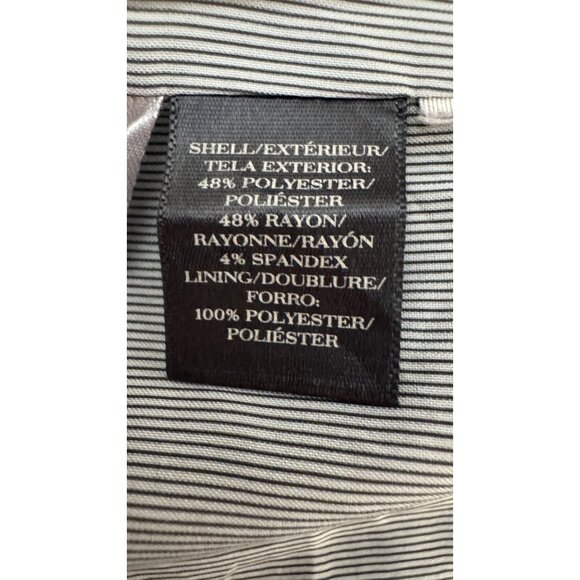 SHELL/EXTÉRIEUR/
TELA EXTERIOR:
48% POLYESTER/
POLIÉSTER
48% RAYON/
RAYONNE/RAYÓN
4% SPANDEX
LINING/DOUBLURE/
FORRO:
100% POLYESTER/
POLIÉSTER